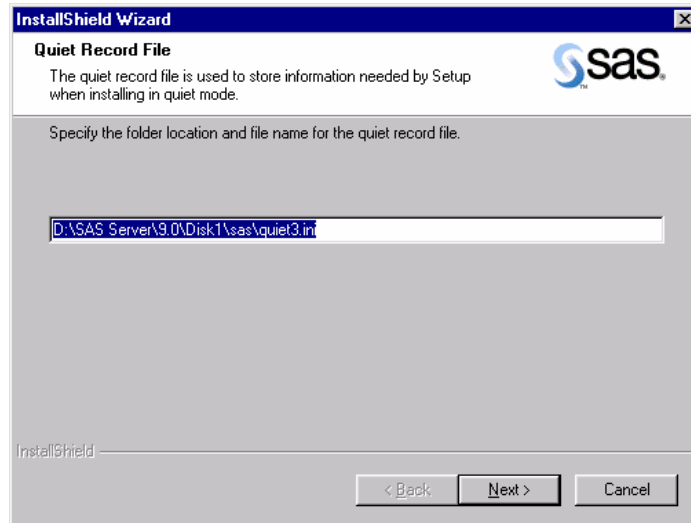 InstallShield Wizard
Quiet Record File
The quiet record file is used to store information needed by Setup
when installing in quiet mode.
sas.
TM
Specify the folder location and file name for the quiet record file.
D:\SAS Server\9.0\Disk1\sas\quiet3.ini
InstallShield
< Back
Next >
Cancel